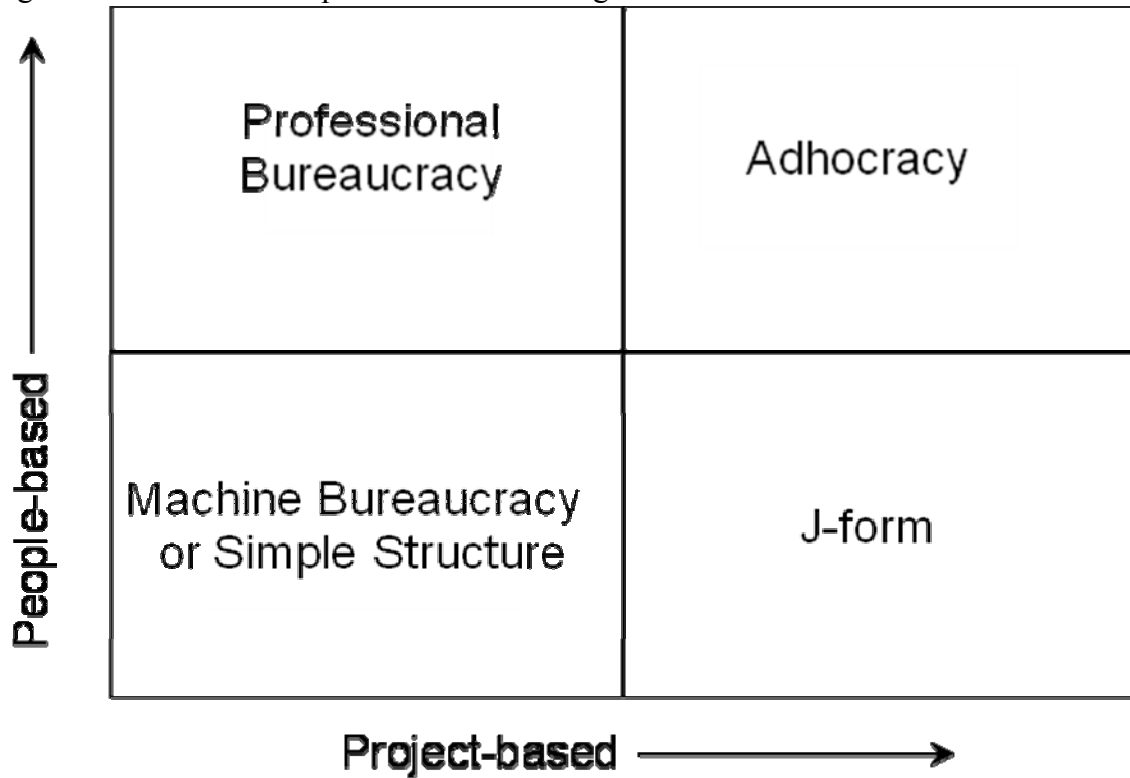 Professional
Bureaucracy
Adhocracy
Machine Bureaucracy
or Simple Structure
J-form
People-based
Project-based